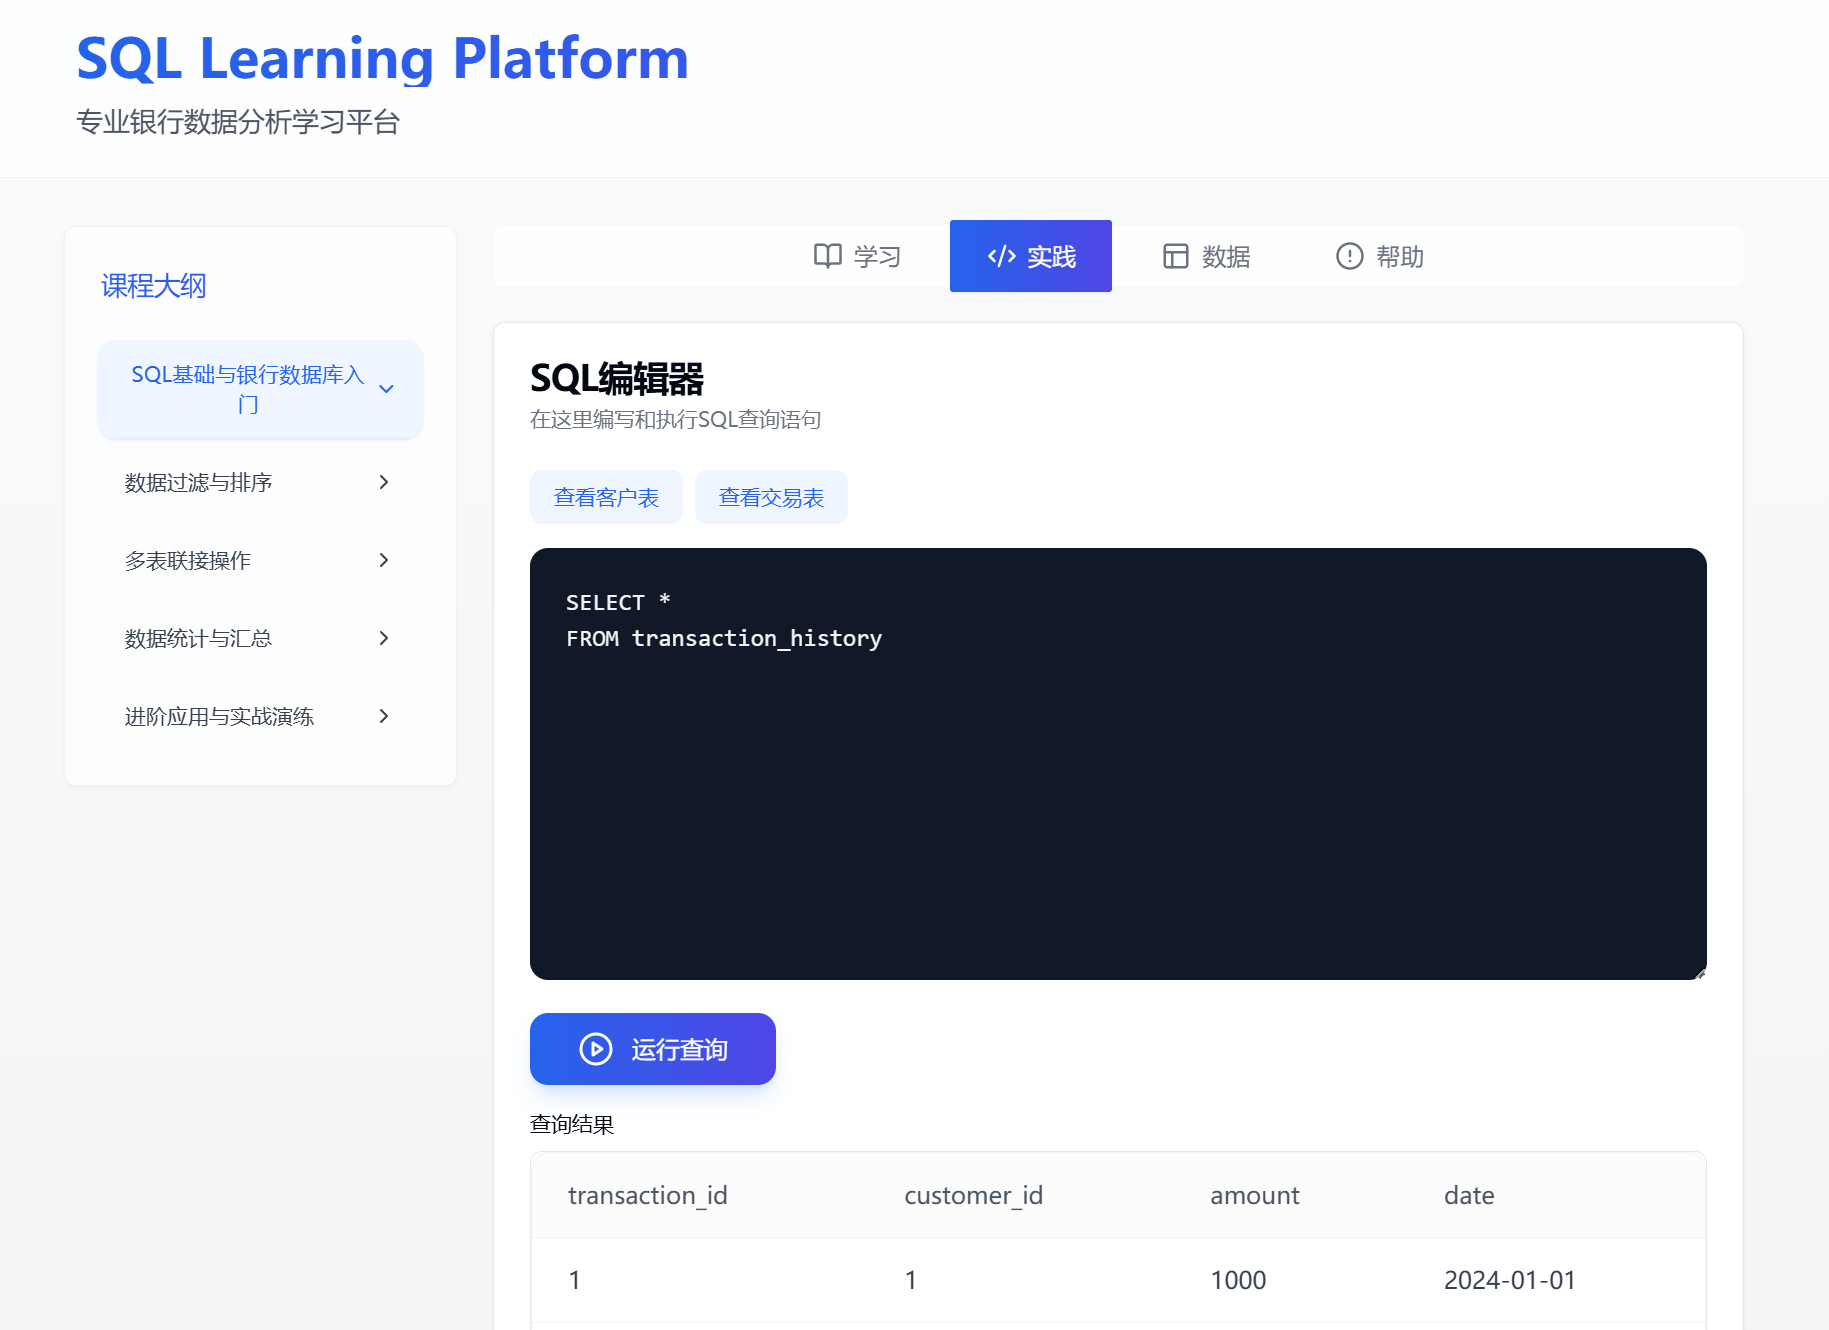 SQL Learning Platform
专业银行数据分析学习平台
课程大纲
SQL基础与银行数据库入
门
数据过滤与排序
多表联接操作
数据统计与汇总
进阶应用与实战演练
学习
实践
数据
帮助
SQL编辑器
在这里编写和执行SQL查询语句
查看客户表
查看交易表
SELECT *
FROM transaction_history
运行查询
查询结果
transaction_id customer_id amount date
1 1 1000 2024-01-01